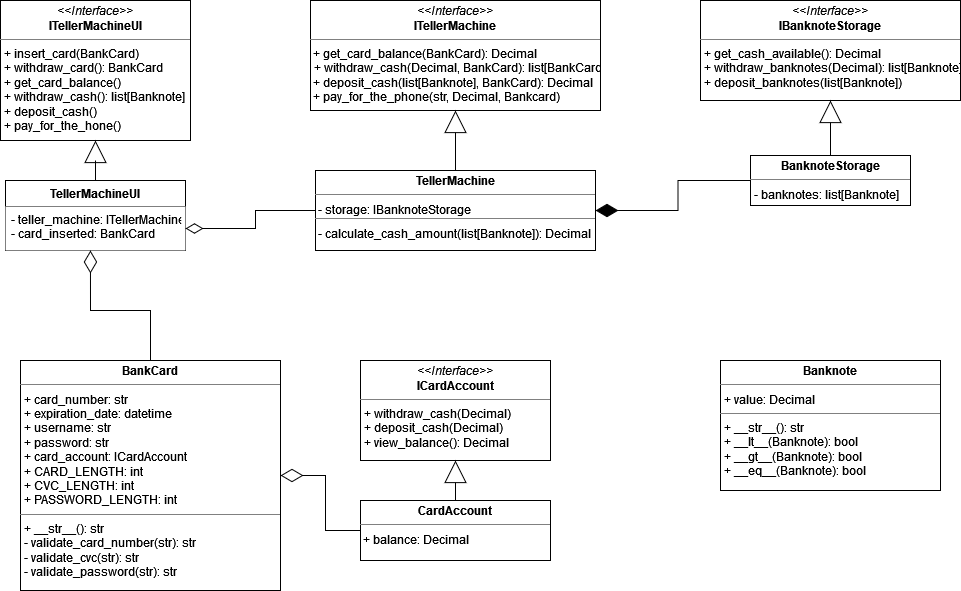 <<Interface>>
ITellerMachineUI
+ insert_card(BankCard)
+ withdraw_card(): BankCard
+ get_card_balance()
+ withdraw_cash(): list[Banknote]
+ deposit_cash()
+ pay_for_the_hone()
<<Interface>>
ITellerMachine
+ get_card_balance(BankCard): Decimal
+ withdraw_cash(Decimal, BankCard): list[BankCard
+ deposit_cash(list[Banknote], BankCard): Decimal
+ pay_for_the_phone(str, Decimal, Bankcard)
<<Interface>>
IBanknoteStorage
+ get_cash_available(): Decimal
+ withdraw_banknotes(Decimal): list[Banknote]
+ deposit_banknotes(list[Banknote])
TellerMachineUI
- teller_machine: ITellerMachine
- card_inserted: BankCard
TellerMachine
- storage: IBanknoteStorage
- calculate_cash_amount(list[Banknote]): Decimal
BanknoteStorage
- banknotes: list[Banknote]
BankCard
+ card_number: str
+ expiration_date: datetime
+ username: str
+ password: str
+ card_account: ICardAccount
+ CARD_LENGTH: int
+ CVC_LENGTH: int
+ PASSWORD_LENGTH: int
+ __str__(): str
- validate_card_number(str): str
- validate_cvc(str): str
- validate_password(str): str
<<Interface>>
ICardAccount
+ withdraw_cash(Decimal)
+ deposit_cash(Decimal)
+ view_balance(): Decimal
CardAccount
+ balance: Decimal
Banknote
+ value: Decimal
+ __str__(): str
+ __lt__(Banknote): bool
+ __gt__(Banknote): bool
+ __eq__(Banknote): bool